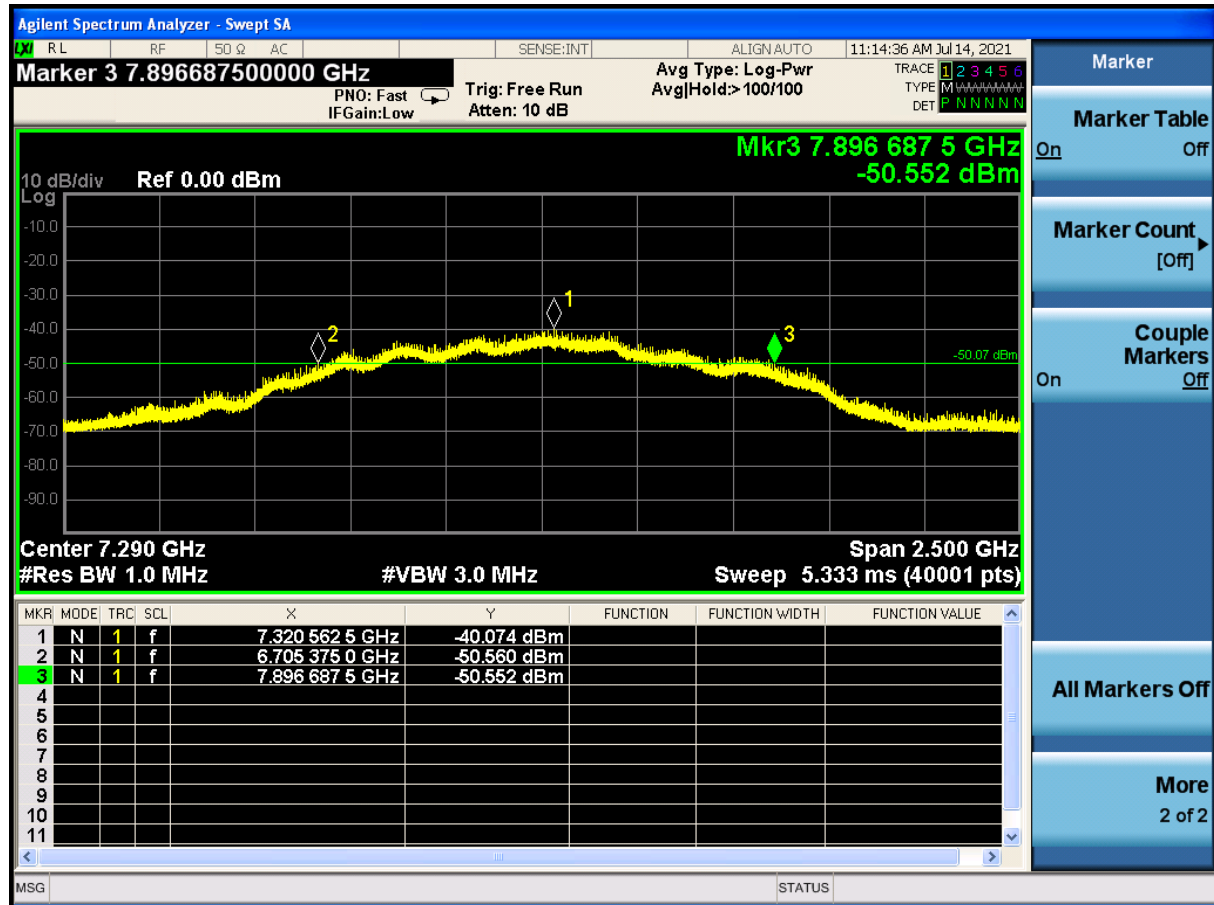 Agilent Spectrum Analyzer - Swept SA
LXI RL RF 50 Ω AC SENSE:INT ALIGN AUTO 11:14:36 AM Jul 14, 2021
Marker 3 7.896687500000 GHz
PNO: Fast
IFGain:Low
Trig: Free Run
Atten: 10 dB
Avg Type: Log-Pwr
Avg|Hold:>100/100
TRACE 1 2 3 4 5 6
TYPE M
DET P N N N N N
Mkr3 7.896 687 5 GHz
-50.552 dBm
10 dB/div Ref 0.00 dBm
Log
-10.0
-20.0
-30.0
1
-40.0
2
3
-50.0
-50.07 dBm
-60.0
-70.0
-80.0
-90.0
Center 7.290 GHz Span 2.500 GHz
#Res BW 1.0 MHz #VBW 3.0 MHz Sweep 5.333 ms (40001 pts)
MKR MODE TRC SCL X Y FUNCTION FUNCTION WIDTH FUNCTION VALUE
1 N 1 f 7.320 562 5 GHz -40.074 dBm
2 N 1 f 6.705 375 0 GHz -50.560 dBm
3 N 1 f 7.896 687 5 GHz -50.552 dBm
4
5
6
7
8
9
10
11
MSG STATUS
Marker
Marker Table
On Off
Marker Count
[Off]
Couple
Markers
On Off
All Markers Off
More
2 of 2